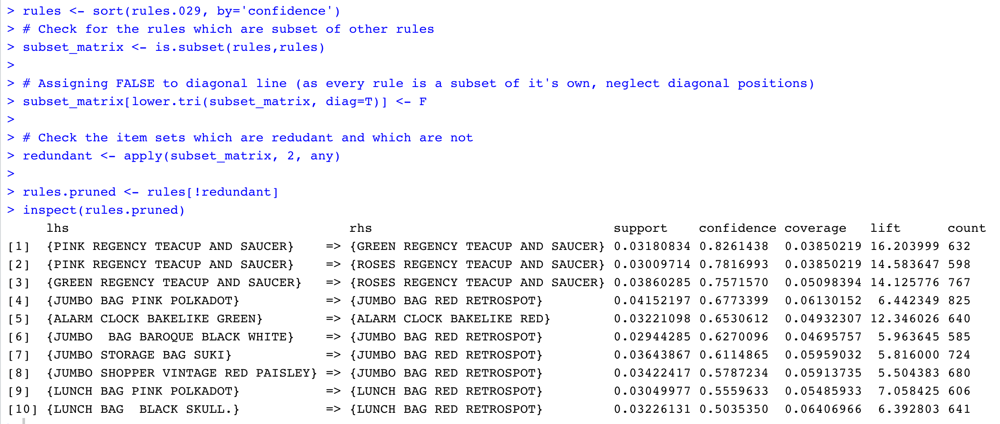 > rules <- sort(rules.029, by='confidence')
> # Check for the rules which are subset of other rules
> subset_matrix <- is.subset(rules,rules)
>
> # Assigning FALSE to diagonal line (as every rule is a subset of it's own, neglect diagonal positions)
> subset_matrix[lower.tri(subset_matrix, diag=T)] <- F
>
> # Check the item sets which are redudant and which are not
> redundant <- apply(subset_matrix, 2, any)
>
> rules.pruned <- rules[!redundant]
> inspect(rules.pruned)
     lhs                                    rhs                               support    confidence coverage   lift      count
[1]  {PINK REGENCY TEACUP AND SAUCER}    => {GREEN REGENCY TEACUP AND SAUCER} 0.03180834 0.8261438  0.03850219 16.203999 632
[2]  {PINK REGENCY TEACUP AND SAUCER}    => {ROSES REGENCY TEACUP AND SAUCER} 0.03009714 0.7816993  0.03850219 14.583647 598
[3]  {GREEN REGENCY TEACUP AND SAUCER}   => {ROSES REGENCY TEACUP AND SAUCER} 0.03860285 0.7571570  0.05098394 14.125776 767
[4]  {JUMBO BAG PINK POLKADOT}           => {JUMBO BAG RED RETROSPOT}         0.04152197 0.6773399  0.06130152  6.442349 825
[5]  {ALARM CLOCK BAKELIKE GREEN}        => {ALARM CLOCK BAKELIKE RED}        0.03221098 0.6530612  0.04932307 12.346026 640
[6]  {JUMBO  BAG BAROQUE BLACK WHITE}    => {JUMBO BAG RED RETROSPOT}         0.02944285 0.6270096  0.04695757  5.963645 585
[7]  {JUMBO STORAGE BAG SUKI}            => {JUMBO BAG RED RETROSPOT}         0.03643867 0.6114865  0.05959032  5.816000 724
[8]  {JUMBO SHOPPER VINTAGE RED PAISLEY} => {JUMBO BAG RED RETROSPOT}         0.03422417 0.5787234  0.05913735  5.504383 680
[9]  {LUNCH BAG PINK POLKADOT}           => {LUNCH BAG RED RETROSPOT}         0.03049977 0.5559633  0.05485933  7.058425 606
[10] {LUNCH BAG  BLACK SKULL.}           => {LUNCH BAG RED RETROSPOT}         0.03226131 0.5035350  0.06406966  6.392803 641